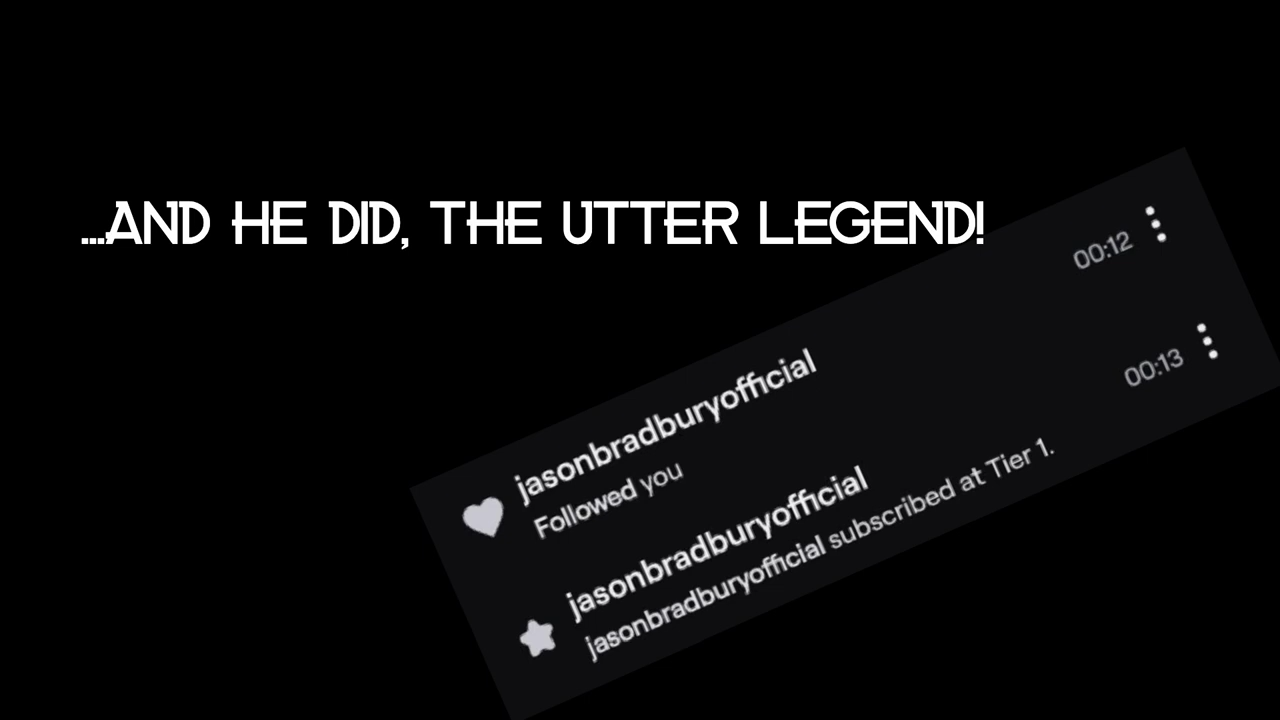 ...AND HE DID, THE UTTER LEGEND!
00:12
jasonbradburyofficial
Followed you
00:13
jasonbradburyofficial
jasonbradburyofficial subscribed at Tier 1.